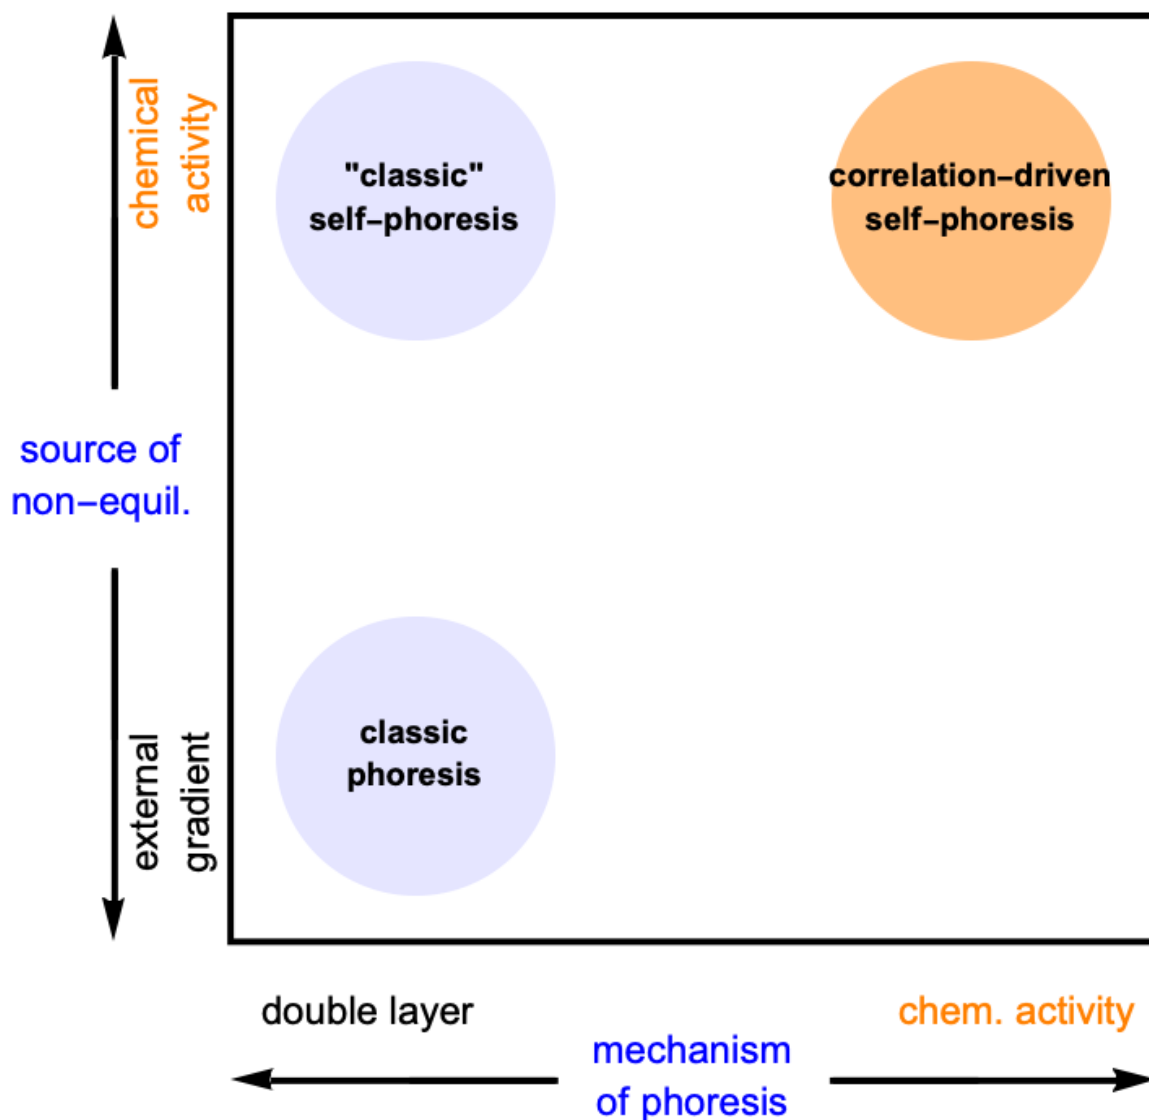 chemical
activity
"classic"
self–phoresis
correlation–driven
self–phoresis
source of
non–equil.
classic
phoresis
external
gradient
double layer
chem. activity
mechanism
of phoresis